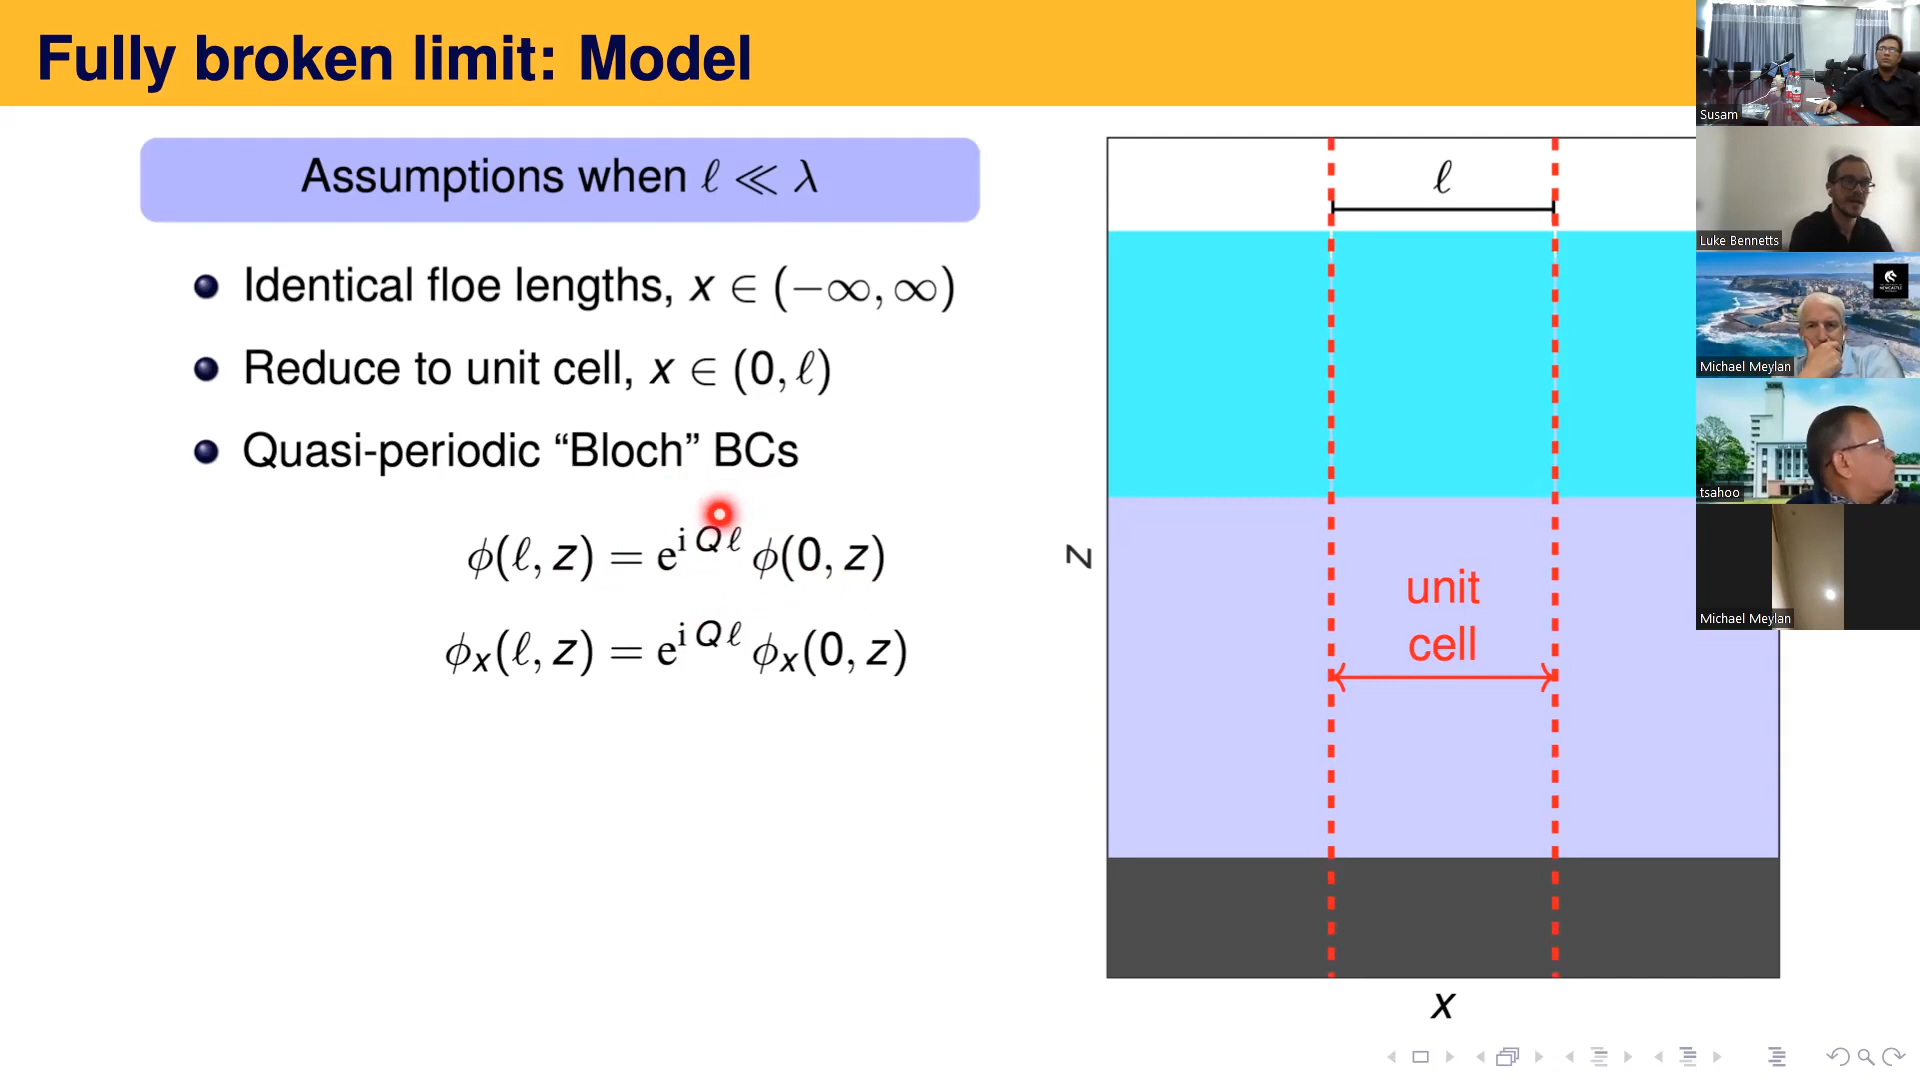 Fully broken limit: Model
Assumptions when ℓ ≪ λ
Identical floe lengths, x ∈ (−∞, ∞)
Reduce to unit cell, x ∈ (0, ℓ)
Quasi-periodic “Bloch” BCs
ϕ(ℓ, z) = e^{i Q ℓ} ϕ(0, z)
ϕ_x(ℓ, z) = e^{i Q ℓ} ϕ_x(0, z)
ℓ
z
unit
cell
x
Susam
Luke Bennetts
NEWCASTLE
Michael Meylan
tsahoo
Michael Meylan